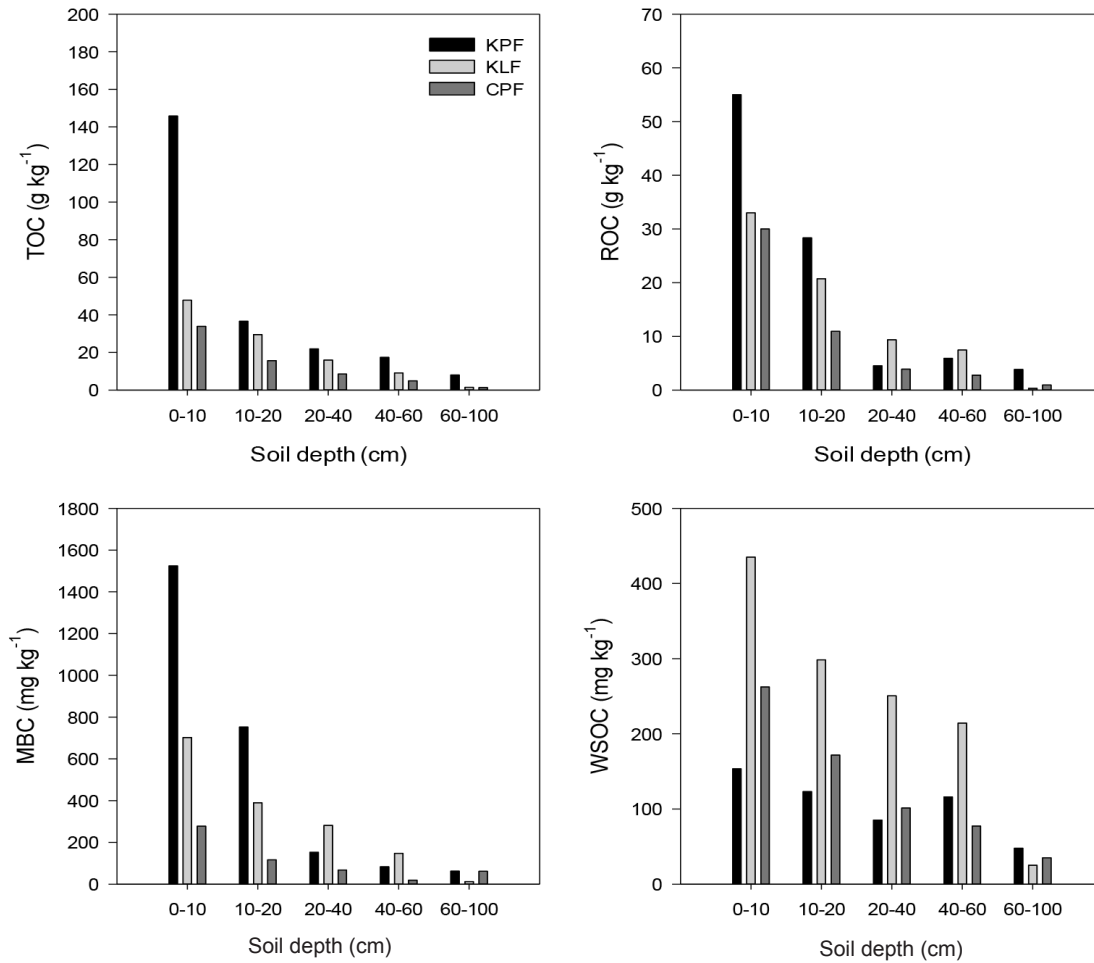 TOC (g kg⁻¹)
200
180
160
140
120
100
80
60
40
20
0
KPF
KLF
CPF
0-10 10-20 20-40 40-60 60-100
Soil depth (cm)
ROC (g kg⁻¹)
70
60
50
40
30
20
10
0
0-10 10-20 20-40 40-60 60-100
Soil depth (cm)
MBC (mg kg⁻¹)
1800
1600
1400
1200
1000
800
600
400
200
0
0-10 10-20 20-40 40-60 60-100
Soil depth (cm)
WSOC (mg kg⁻¹)
500
400
300
200
100
0
0-10 10-20 20-40 40-60 60-100
Soil depth (cm)